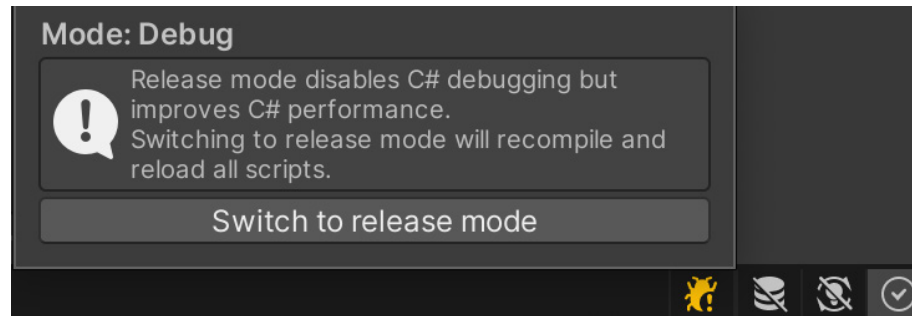 Mode: Debug
Release mode disables C# debugging but
improves C# performance.
Switching to release mode will recompile and
reload all scripts.
Switch to release mode